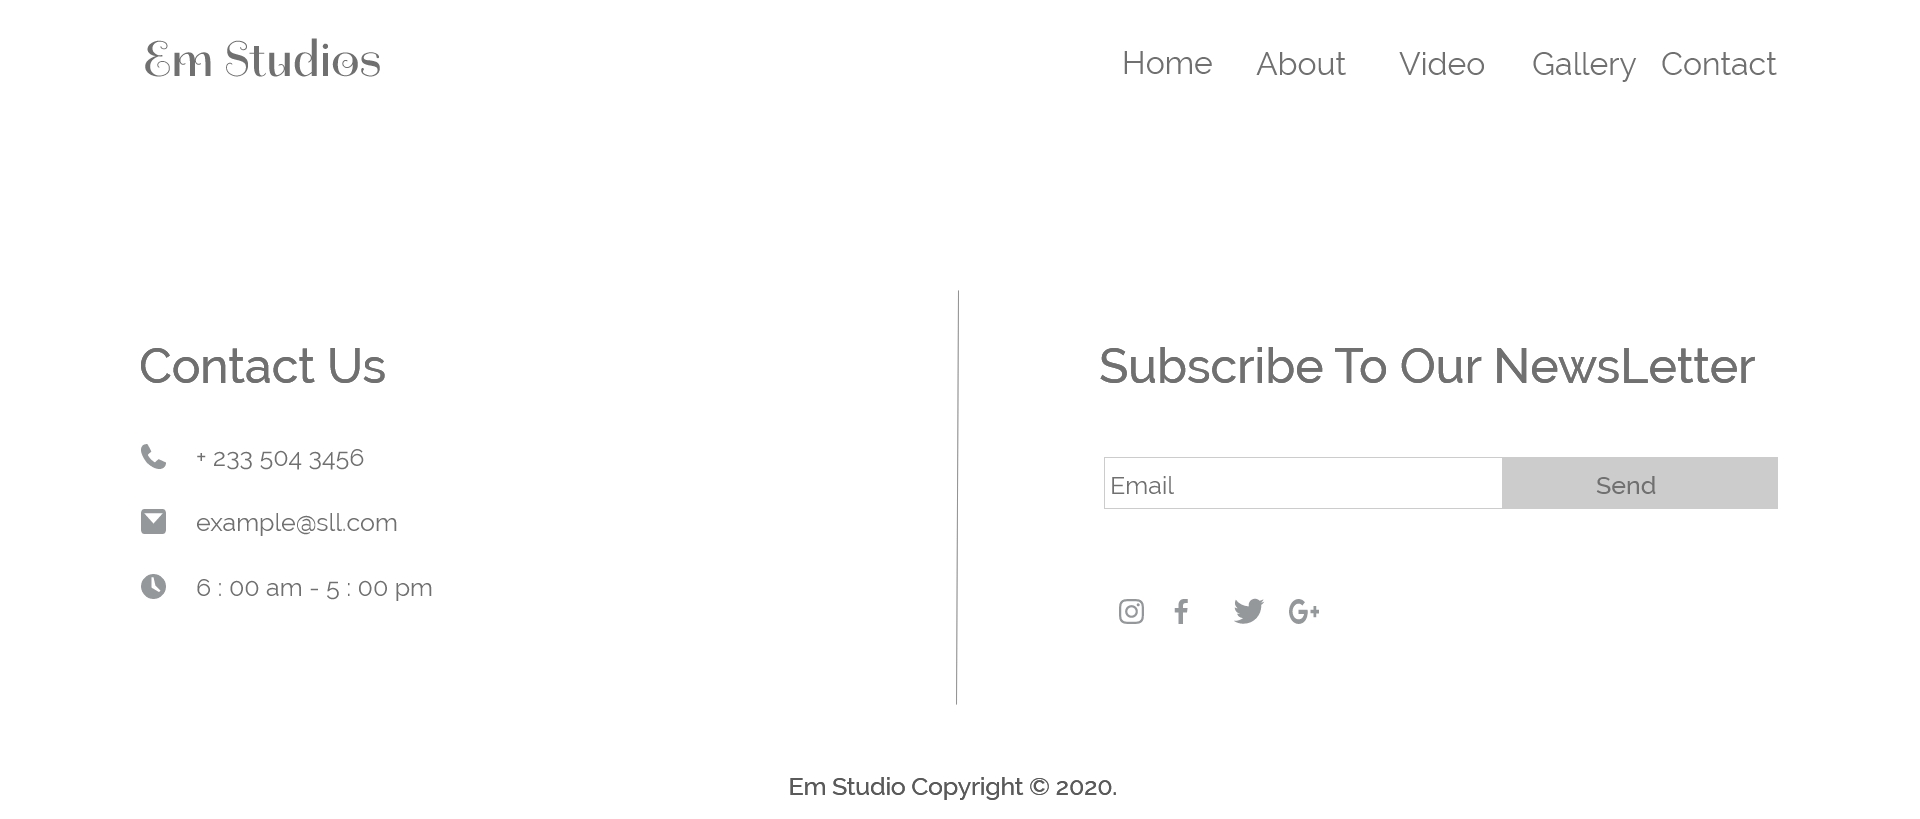 Em Studios
Home About Video Gallery Contact
Contact Us
+ 233 504 3456
example@sll.com
6 : 00 am - 5 : 00 pm
Subscribe To Our NewsLetter
Email Send
Em Studio Copyright © 2020.